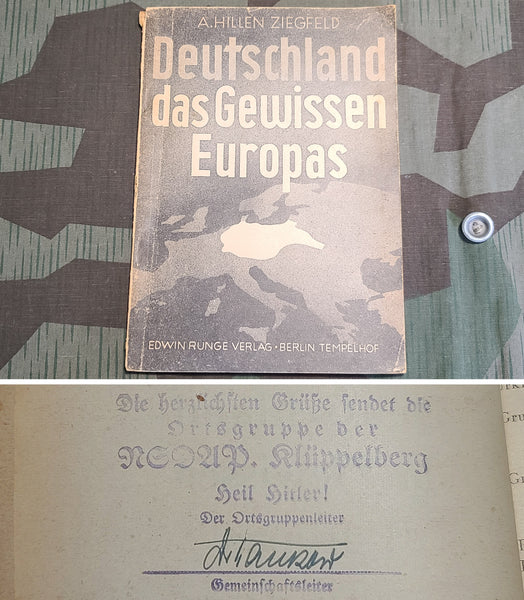 A. HILLEN ZIEGFELD
Deutschland
das Gewissen
Europas
EDWIN RUNGE VERLAG • BERLIN TEMPELHOF
Die herzlichsten Grüße sendet die
Ortsgruppe der
NSDAP. Klüppelberg
Heil Hitler!
Der Ortsgruppenleiter
Gemeinschaftsleiter